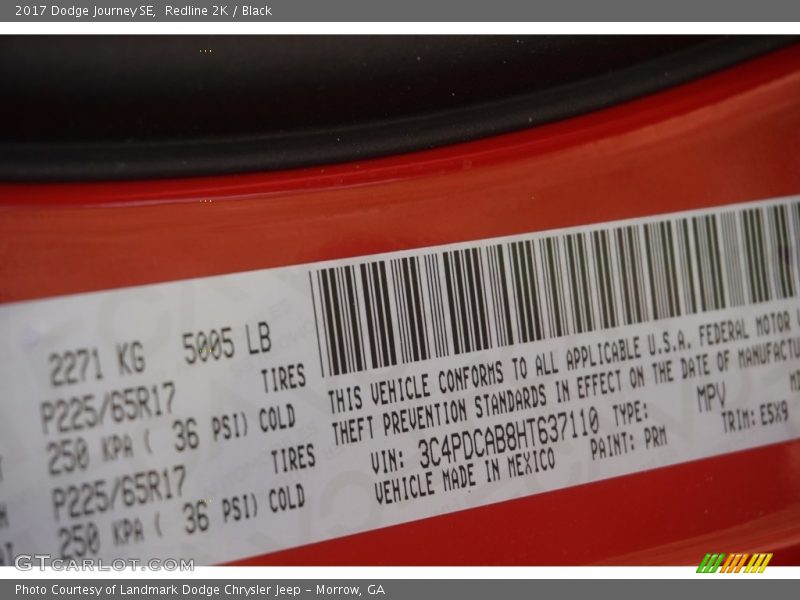 2017 Dodge Journey SE, Redline 2K / Black
2271 KG 5005 LB
P225/65R17 TIRES
250 KPA ( 36 PSI) COLD
P225/65R17 TIRES
250 KPA ( 36 PSI) COLD
THIS VEHICLE CONFORMS TO ALL APPLICABLE U.S.A. FEDERAL MOTOR
THEFT PREVENTION STANDARDS IN EFFECT ON THE DATE OF MANUFACTU
VIN: 3C4PDCAB8HT637110 TYPE: MPV
VEHICLE MADE IN MEXICO PAINT: PRM TRIM: E5X9
GTCARLOT.COM
Photo Courtesy of Landmark Dodge Chrysler Jeep – Morrow, GA